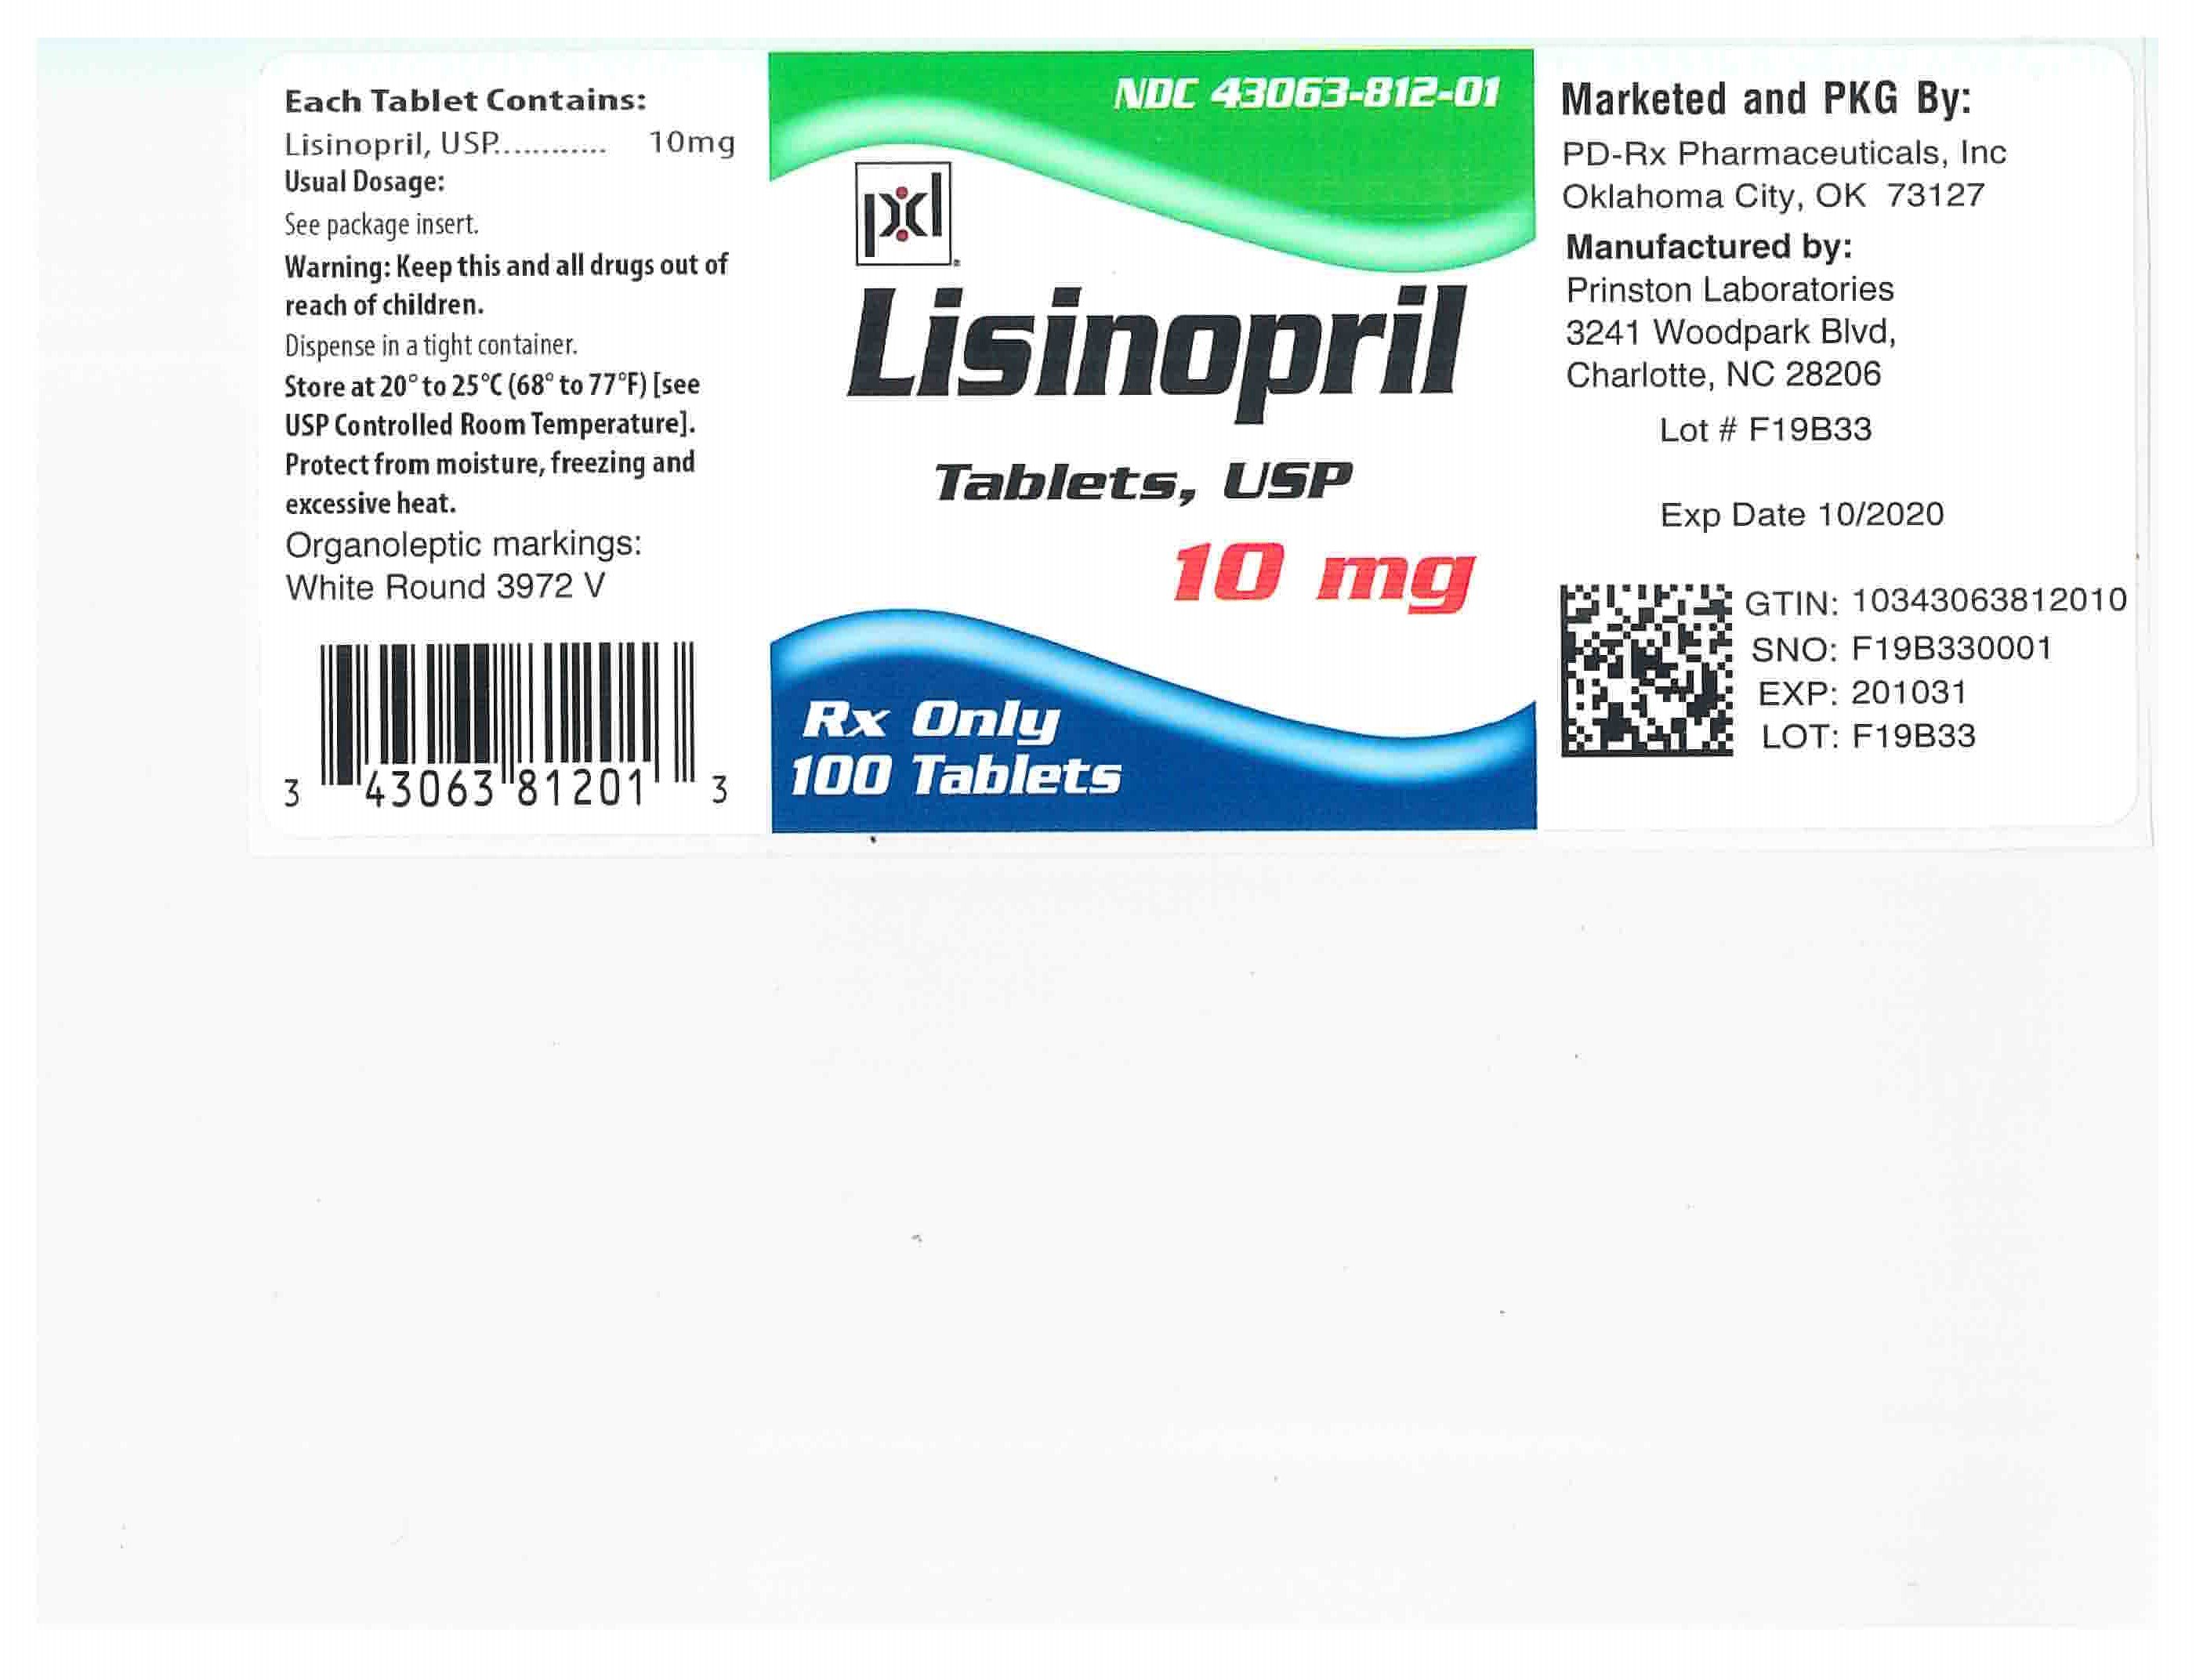 Each Tablet Contains:
Lisinopril, USP............ 10mg
Usual Dosage:
See package insert.
Warning: Keep this and all drugs out of
reach of children.
Dispense in a tight container.
Store at 20° to 25°C (68° to 77°F) [see
USP Controlled Room Temperature].
Protect from moisture, freezing and
excessive heat.
Organoleptic markings:
White Round 3972 V
3 43063 81201 3
NDC 43063-812-01
pd
Lisinopril
Tablets, USP
10 mg
Rx Only
100 Tablets
Marketed and PKG By:
PD-Rx Pharmaceuticals, Inc
Oklahoma City, OK 73127
Manufactured by:
Prinston Laboratories
3241 Woodpark Blvd,
Charlotte, NC 28206
Lot # F19B33
Exp Date 10/2020
GTIN: 10343063812010
SNO: F19B330001
EXP: 201031
LOT: F19B33